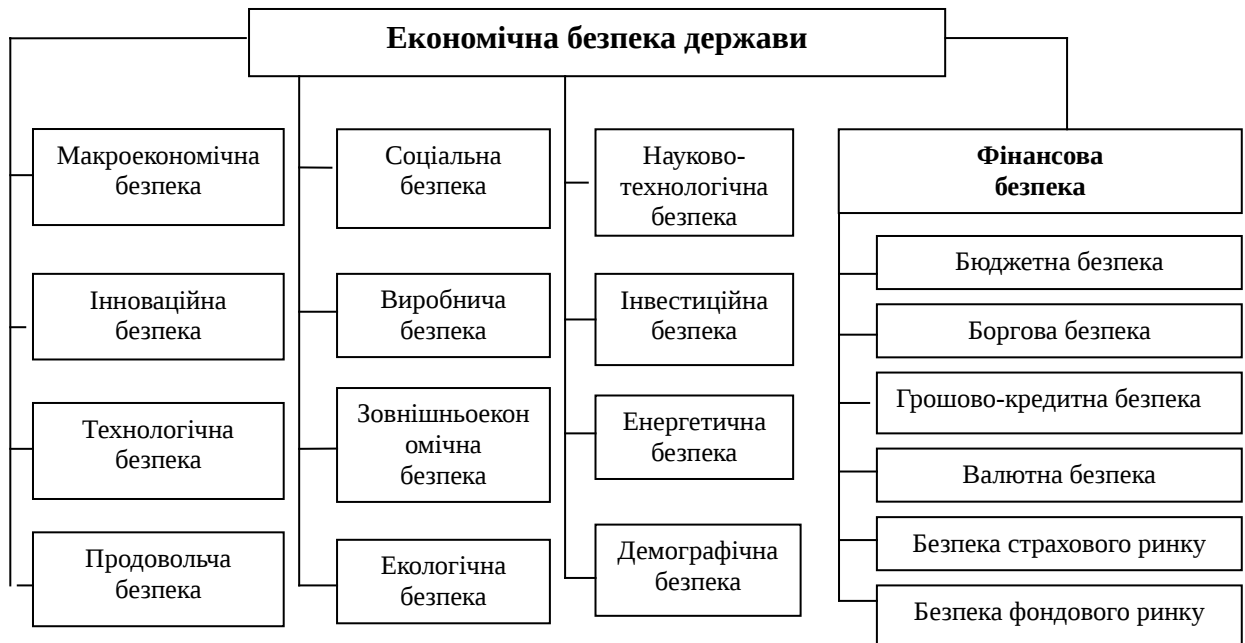 Економічна безпека держави
Макроекономічна
безпека
Інноваційна
безпека
Технологічна
безпека
Продовольча
безпека
Соціальна
безпека
Виробнича
безпека
Зовнішньоекон
омічна
безпека
Екологічна
безпека
Науково-
технологічна
безпека
Інвестиційна
безпека
Енергетична
безпека
Демографічна
безпека
Фінансова
безпека
Бюджетна безпека
Боргова безпека
Грошово-кредитна безпека
Валютна безпека
Безпека страхового ринку
Безпека фондового ринку